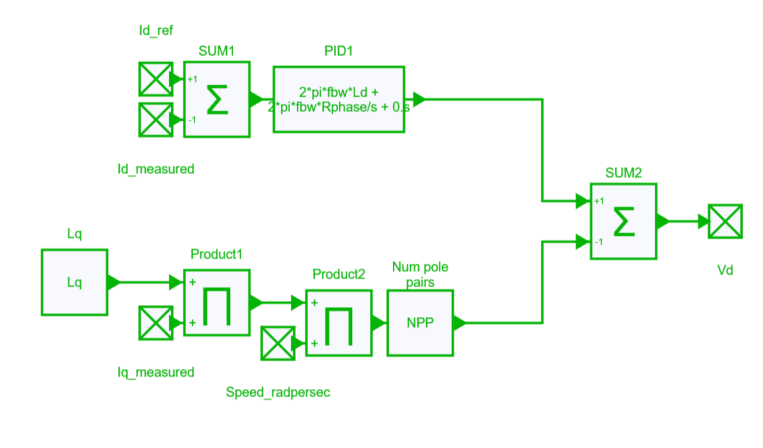 Id_ref
SUM1
PID1
+1
-1
Σ
2*pi*fbw*Ld +
2*pi*fbw*Rphase/s + 0.s
Id_measured
SUM2
+1
-1
Σ
Vd
Lq
Lq
Product1
+
+
∏
Iq_measured
Product2
+
+
∏
Speed_radpersec
Num pole
pairs
NPP